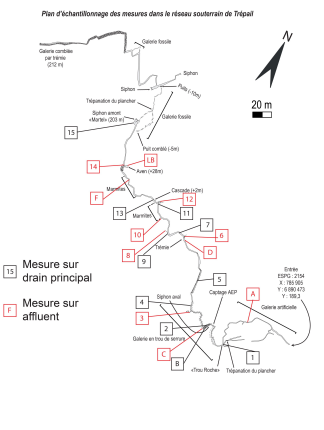 Plan d'échantillonnage des mesures dans le réseau souterrain de Trépail
Galerie fossile
N
Galerie comblée
par trémie
(212 m)
Siphon
Siphon
Puits (-10m)
20 m
Trépanation du plancher
Siphon amont
«Martel» (203 m)
Galerie fossile
15
Puit comblé (-5m)
LB
14
Aven (+28m)
Marmites
F
Cascade (+2m)
12
13
11
Marmites
10
7
6
8
D
9
Trémie
15
Mesure sur
drain principal
F
Mesure sur
affluent
5
Entrée
ESPG : 2154
X : 785 905
Y : 6 890 473
Y : 189,3
Captage AEP
A
Siphon aval
4
Galerie artificielle
3
2
Galerie en trou de serrure
C
B
1
«Trou Roche»
Trépanation du plancher